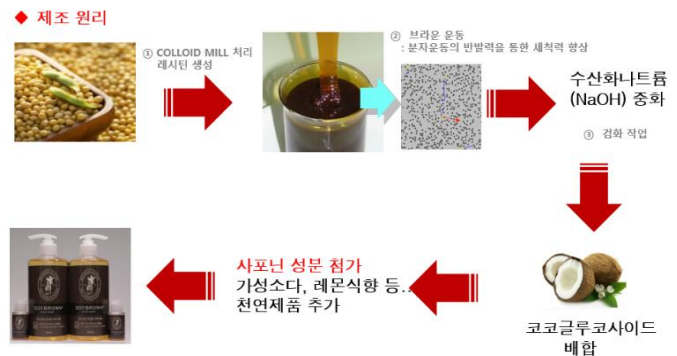 ◆ 제조 원리
① COLLOID MILL 처리
레시틴 생성
② 브라운 운동
: 분자운동의 반발력을 통한 세척력 향상
수산화나트륨
(NaOH) 중화
③ 검화 작업
코코글루코사이드
배합
사포닌 성분 첨가
가성소다, 레몬식향 등..
천연제품 추가
SOYBROWN
SOYBROWN